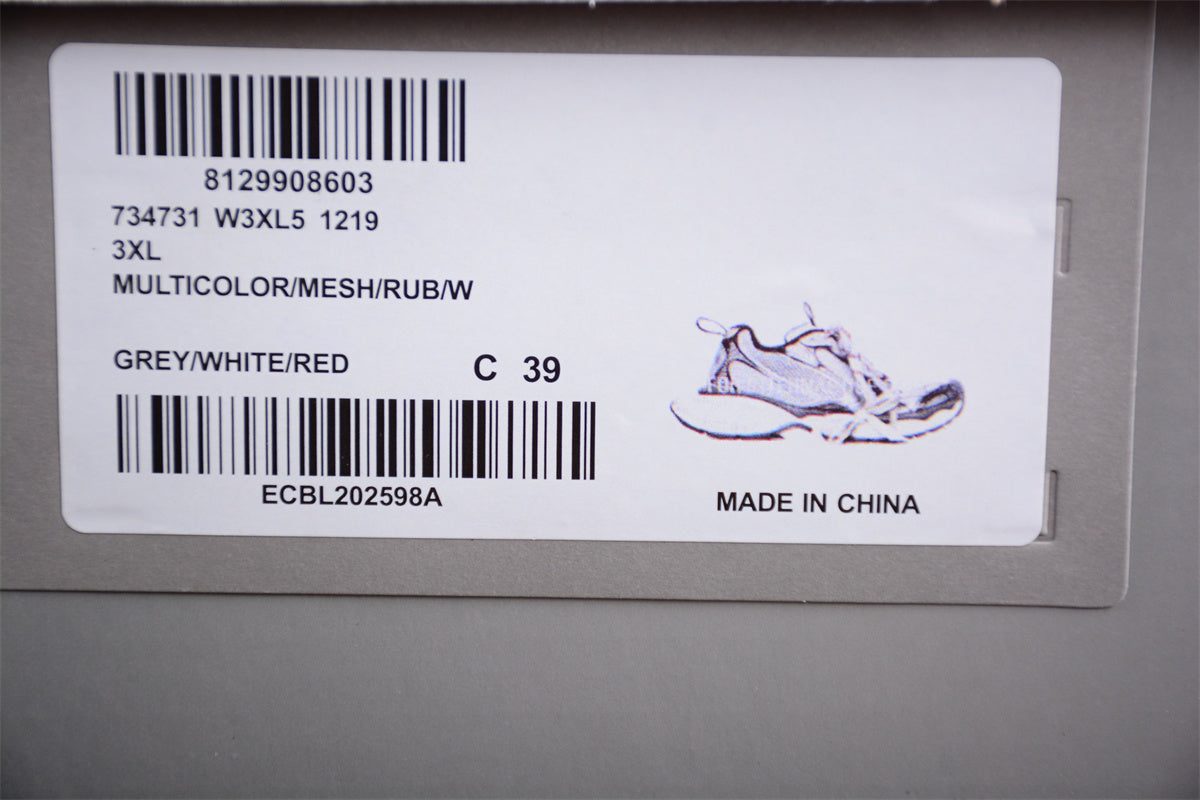 8129908603
734731 W3XL5 1219
3XL
MULTICOLOR/MESH/RUB/W
GREY/WHITE/RED C 39
ECBL202598A
MADE IN CHINA